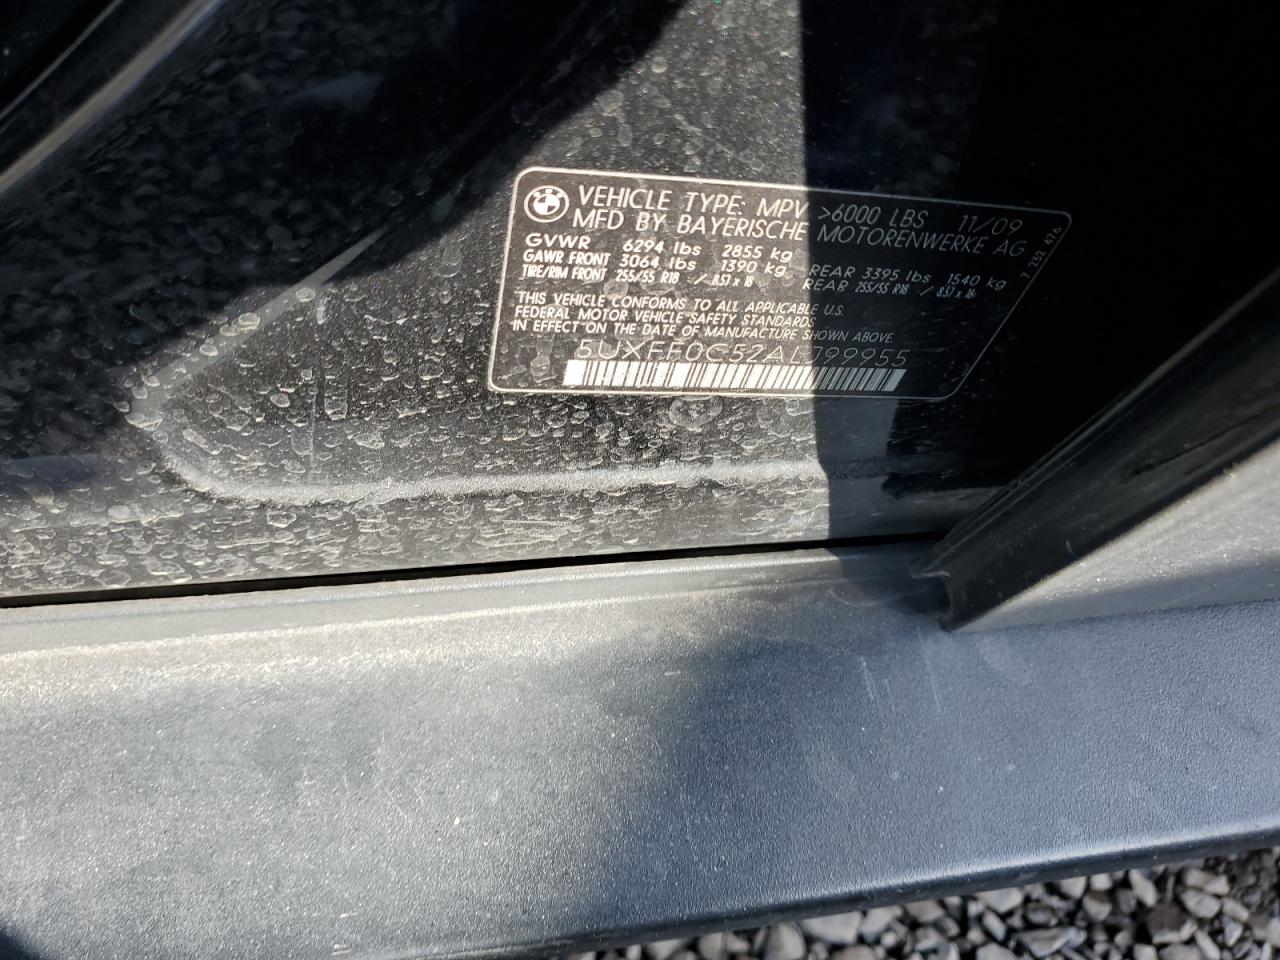 VEHICLE TYPE: MPV >6000 LBS 11/09
MFD BY BAYERISCHE MOTORENWERKE AG
GVWR 6294 lbs 2855 kg
GAWR FRONT 3064 lbs 1390 kg REAR 3395 lbs 1540 kg
TIRE/RIM FRONT 255/55 R18 / 8.5J x 18 REAR 255/55 R18 / 8.5J x 18
THIS VEHICLE CONFORMS TO ALL APPLICABLE U.S.
FEDERAL MOTOR VEHICLE SAFETY STANDARDS
IN EFFECT ON THE DATE OF MANUFACTURE SHOWN ABOVE
7 252 476